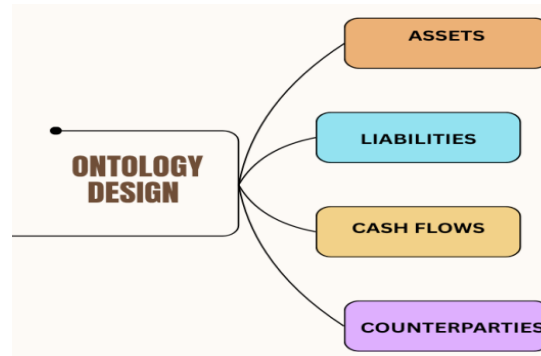 ASSETS
ONTOLOGY
DESIGN
LIABILITIES
CASH FLOWS
COUNTERPARTIES